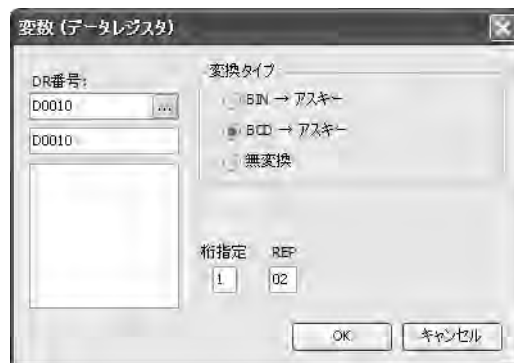 変数 (データレジスタ)
DR番号:
D0010
...
D0010
変換タイプ
BIN → アスキー
BCD → アスキー
無変換
桁指定 REP
1 02
OK キャンセル